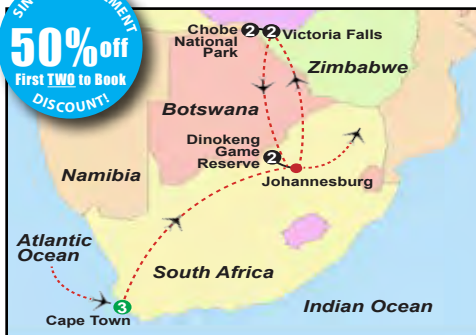 50% off
First TWO to Book
DISCOUNT!
Chobe
National
Park
2
2
Victoria Falls
Zimbabwe
Botswana
Dinokeng
Game
Reserve
2
Namibia
Johannesburg
Atlantic
Ocean
South Africa
3
Cape Town
Indian Ocean